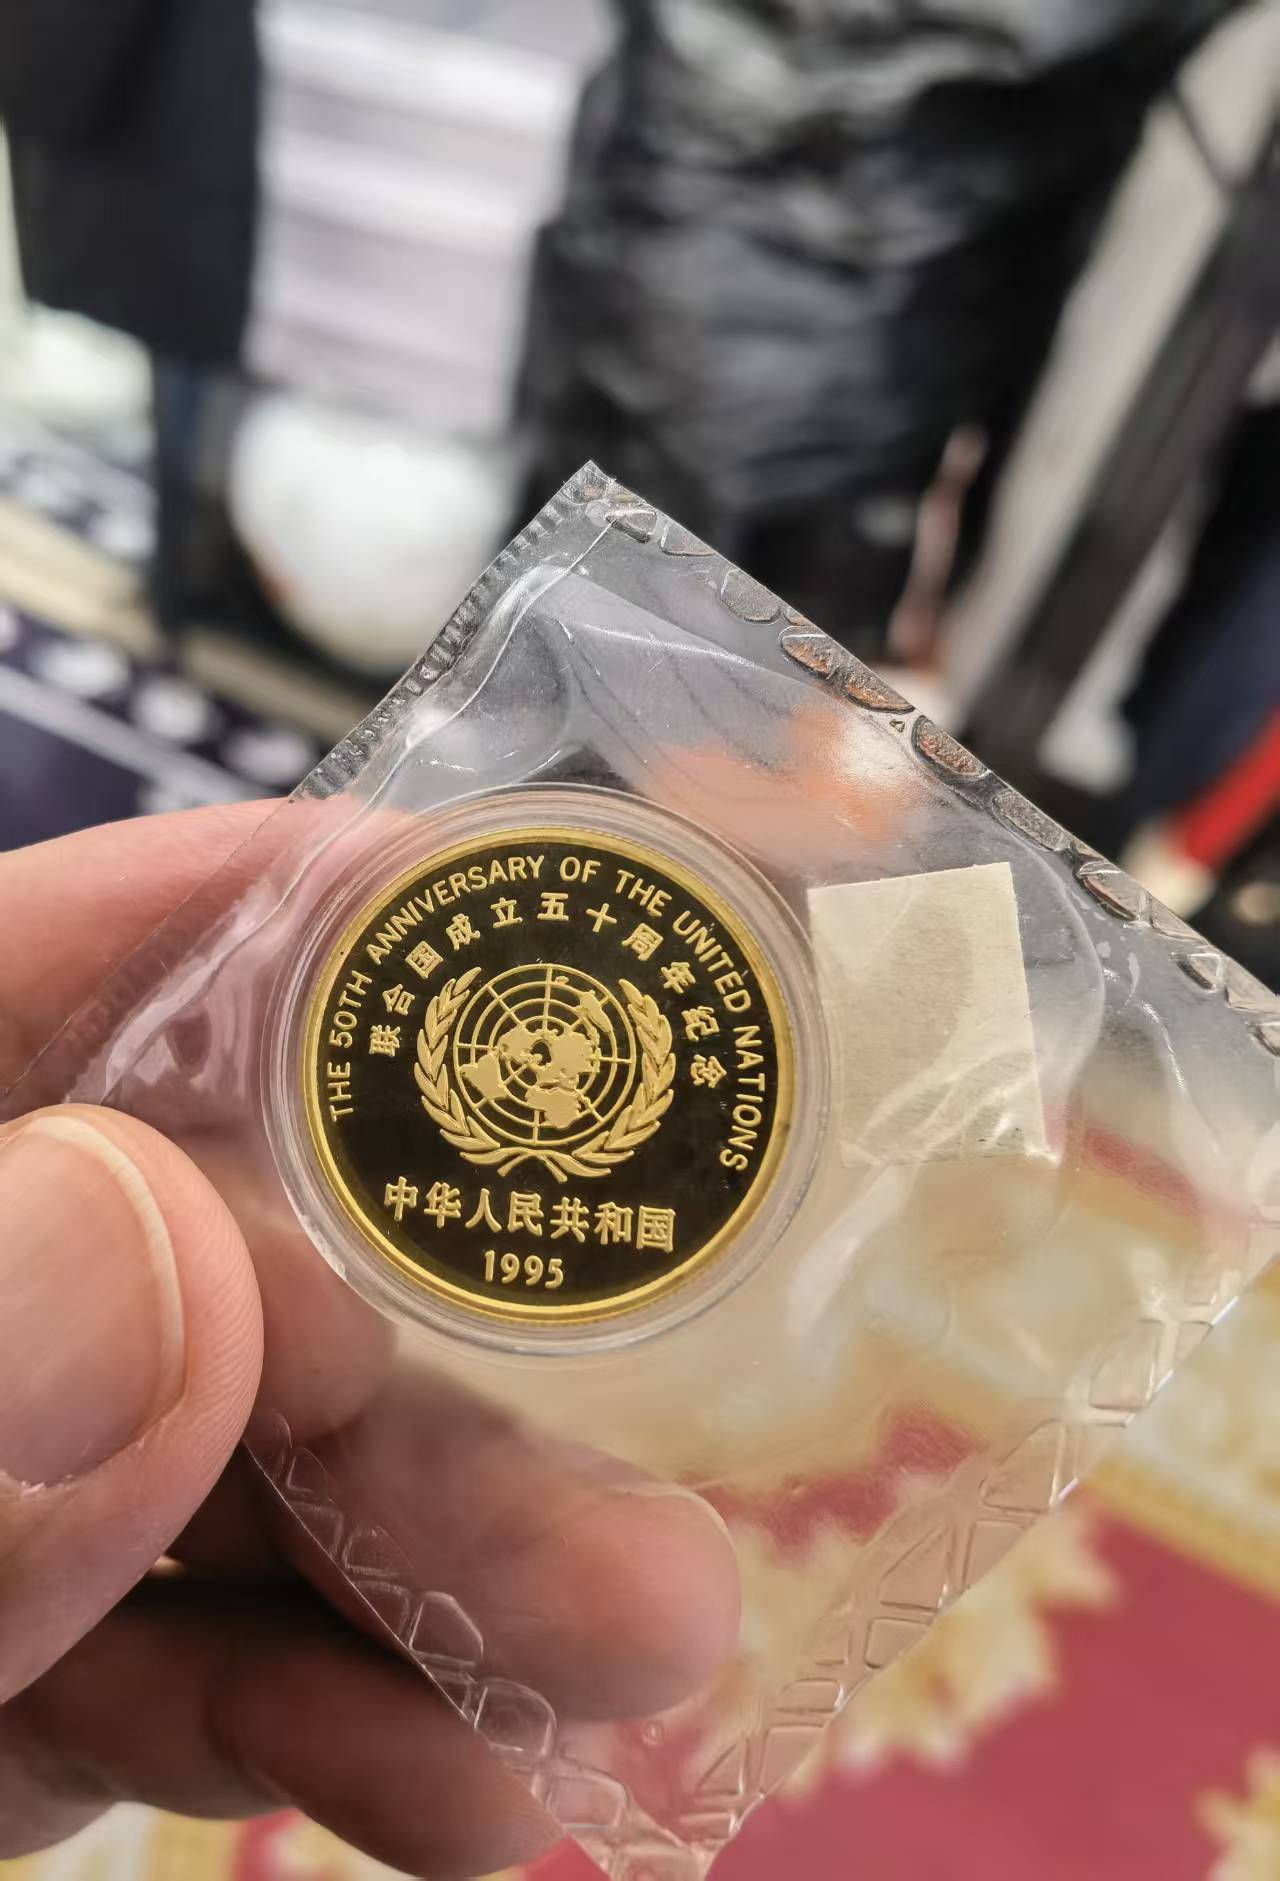 THE 50TH ANNIVERSARY OF THE UNITED NATIONS
联合国成立五十周年纪念
中华人民共和国
1995